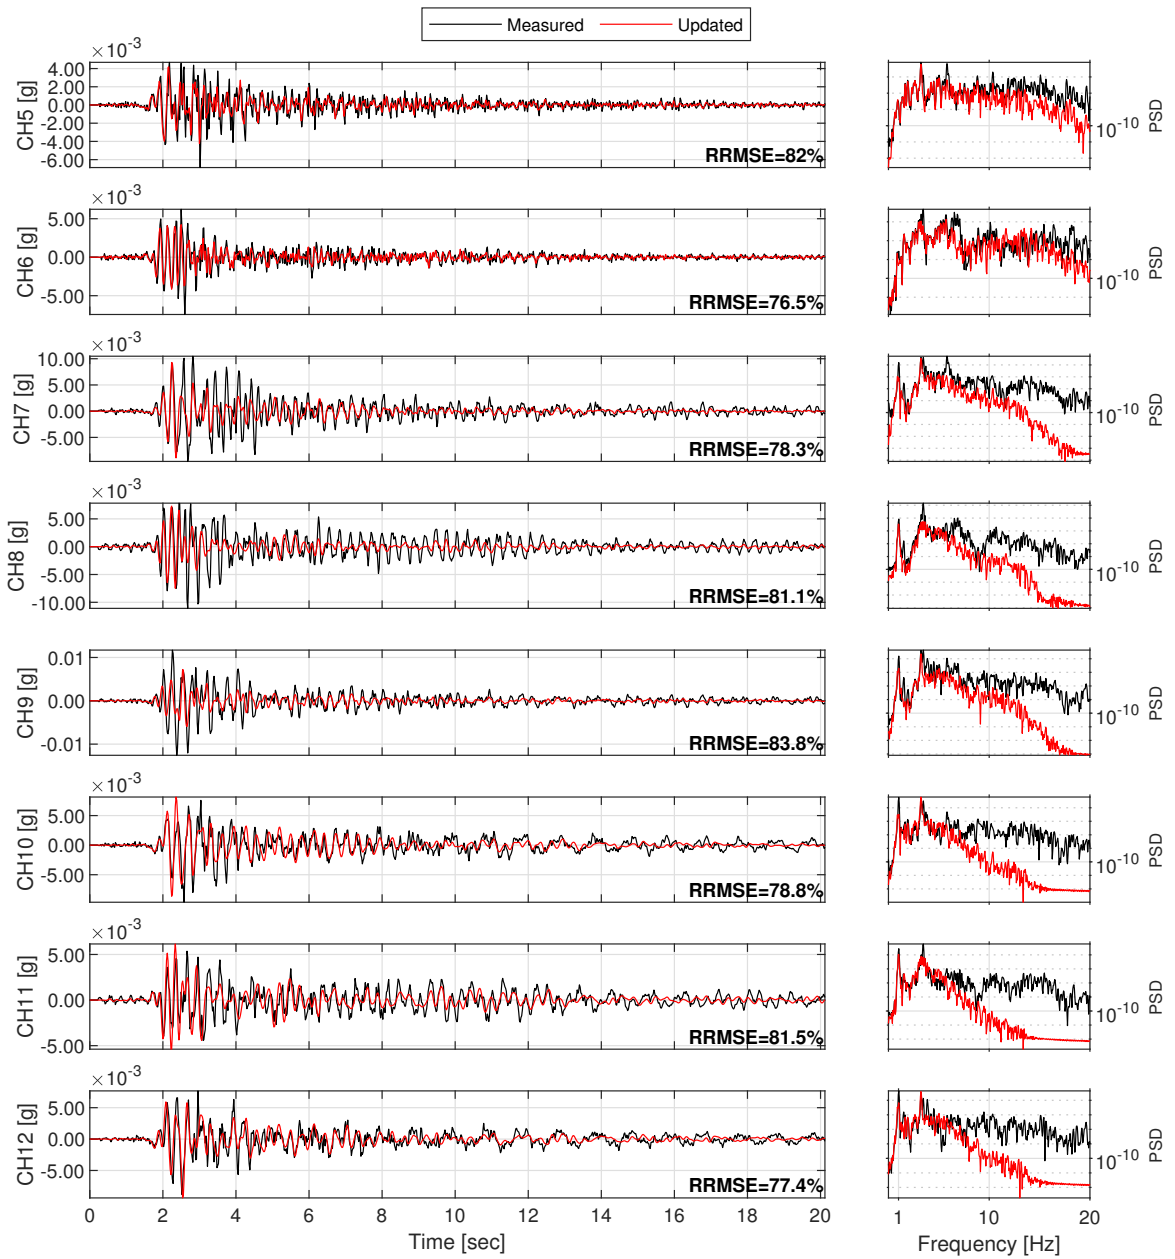 Measured Updated
×10-3
4.00
2.00
0.00
-2.00
-4.00
-6.00
CH5 [g]
RRMSE=82%
10-10
PSD
×10-3
5.00
0.00
-5.00
CH6 [g]
RRMSE=76.5%
10-10
PSD
×10-3
10.00
5.00
0.00
-5.00
CH7 [g]
RRMSE=78.3%
10-10
PSD
×10-3
5.00
0.00
-5.00
-10.00
CH8 [g]
RRMSE=81.1%
10-10
PSD
0.01
0.00
-0.01
CH9 [g]
RRMSE=83.8%
10-10
PSD
×10-3
5.00
0.00
-5.00
CH10 [g]
RRMSE=78.8%
10-10
PSD
×10-3
5.00
0.00
-5.00
CH11 [g]
RRMSE=81.5%
10-10
PSD
×10-3
5.00
0.00
-5.00
CH12 [g]
RRMSE=77.4%
10-10
PSD
0 2 4 6 8 10 12 14 16 18 20
1 10 20
Time [sec]
Frequency [Hz]